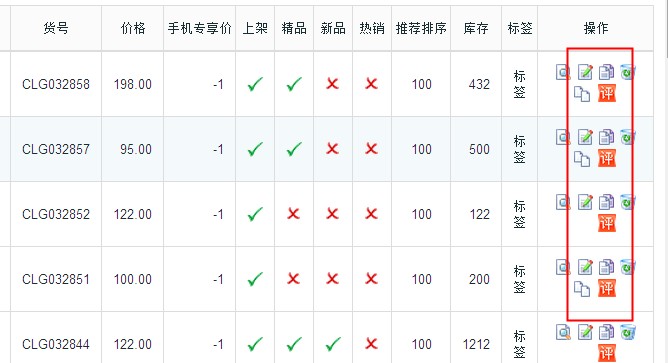 货号 价格 手机专享价 上架 精品 新品 热销 推荐排序 库存 标签 操作
CLG032858 198.00 -1 100 432 标签
评
CLG032857 95.00 -1 100 500 标签
评
CLG032852 122.00 -1 100 122 标签
评
CLG032851 100.00 -1 100 200 标签
评
CLG032844 122.00 -1 100 1212 标签
评